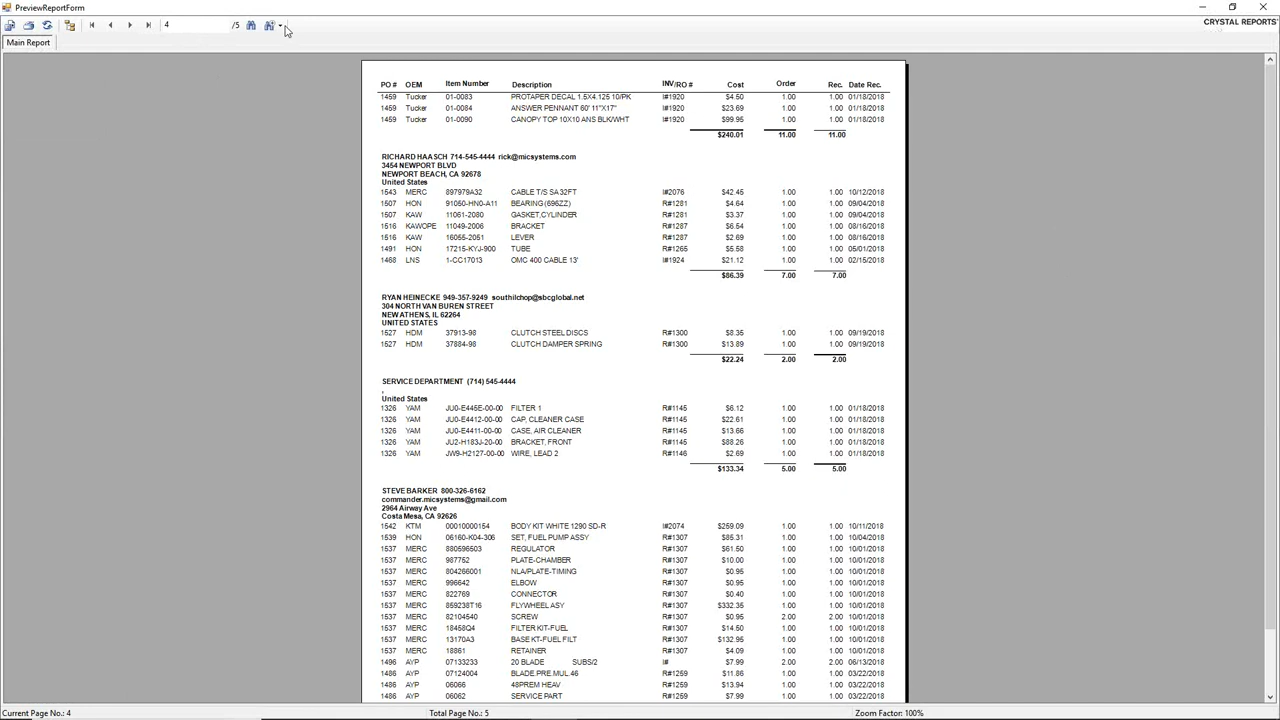 PreviewReportForm
4 /5 CRYSTAL REPORTS
Main Report
PO # OEM Item Number Description INV/RO # Cost Order Rec. Date Rec.
1459 Tucker 01-0083 PROTAPER DECAL 1.5X4.125 10/PK I#1920 $4.50 1.00 1.00 01/18/2018
1459 Tucker 01-0084 ANSWER PENNANT 60' 11"X17" I#1920 $23.69 1.00 1.00 01/18/2018
1459 Tucker 01-0090 CANOPY TOP 10X10 ANS BLK/WHT I#1920 $99.95 1.00 1.00 01/18/2018
$240.01 11.00 11.00
RICHARD HAASCH 714-545-4444 rick@micsystems.com
3454 NEWPORT BLVD
NEWPORT BEACH, CA 92678
United States
1543 MERC 897979A32 CABLE T/S SA 32FT I#2076 $42.45 1.00 1.00 10/12/2018
1507 HON 91050-HN0-A11 BEARING (696ZZ) R#1281 $4.64 1.00 1.00 09/04/2018
1507 KAW 11061-2080 GASKET,CYLINDER R#1281 $3.37 1.00 1.00 09/04/2018
1516 KAWOPE 11049-2006 BRACKET R#1287 $6.54 1.00 1.00 08/16/2018
1516 KAW 16055-2051 LEVER R#1287 $2.69 1.00 1.00 08/16/2018
1491 HON 17215-KYJ-900 TUBE R#1265 $5.58 1.00 1.00 05/01/2018
1468 LNS 1-CC17013 OMC 400 CABLE 13' I#1924 $21.12 1.00 1.00 02/15/2018
$86.39 7.00 7.00
RYAN HEINECKE 949-357-9249 southilchop@sbcglobal.net
304 NORTH VAN BUREN STREET
NEW ATHENS, IL 62264
UNITED STATES
1527 HDM 37913-98 CLUTCH STEEL DISCS R#1300 $8.35 1.00 1.00 09/19/2018
1527 HDM 37884-98 CLUTCH DAMPER SPRING R#1300 $13.89 1.00 1.00 09/19/2018
$22.24 2.00 2.00
SERVICE DEPARTMENT (714) 545-4444
,
United States
1326 YAM JU0-E445E-00-00 FILTER 1 R#1145 $6.12 1.00 1.00 01/18/2018
1326 YAM JU0-E4412-00-00 CAP, CLEANER CASE R#1145 $22.61 1.00 1.00 01/18/2018
1326 YAM JU0-E4411-00-00 CASE, AIR CLEANER R#1145 $13.66 1.00 1.00 01/18/2018
1326 YAM JU2-H183J-20-00 BRACKET, FRONT R#1145 $88.26 1.00 1.00 01/18/2018
1326 YAM JW9-H2127-00-00 WIRE, LEAD 2 R#1146 $2.69 1.00 1.00 01/18/2018
$133.34 5.00 5.00
STEVE BARKER 800-326-6162
commander.micsystems@gmail.com
2964 Airway Ave
Costa Mesa, CA 92626
1542 KTM 00010000154 BODY KIT WHITE 1290 SD-R I#2074 $259.09 1.00 1.00 10/11/2018
1539 HON 06160-K04-306 SET, FUEL PUMP ASSY R#1307 $85.31 1.00 1.00 10/04/2018
1537 MERC 880596503 REGULATOR R#1307 $61.50 1.00 1.00 10/01/2018
1537 MERC 987752 PLATE-CHAMBER R#1307 $10.00 1.00 1.00 10/01/2018
1537 MERC 804266001 NLA/PLATE-TIMING R#1307 $0.95 1.00 1.00 10/01/2018
1537 MERC 996642 ELBOW R#1307 $0.95 1.00 1.00 10/01/2018
1537 MERC 822769 CONNECTOR R#1307 $0.40 1.00 1.00 10/01/2018
1537 MERC 859238T16 FLYWHEEL ASY R#1307 $332.35 1.00 1.00 10/01/2018
1537 MERC 82104540 SCREW R#1307 $0.95 2.00 2.00 10/01/2018
1537 MERC 18458Q4 FILTER KIT-FUEL R#1307 $14.50 1.00 1.00 10/01/2018
1537 MERC 13170A3 BASE KT-FUEL FILT R#1307 $132.95 1.00 1.00 10/01/2018
1537 MERC 18861 RETAINER R#1307 $4.09 1.00 1.00 10/01/2018
1496 AYP 07133233 20 BLADE SUBS/2 I# $7.99 2.00 2.00 06/13/2018
1486 AYP 07124004 BLADE.PRE.MUL.46 R#1259 $11.86 1.00 1.00 03/22/2018
1486 AYP 06066 48PREM HEAV R#1259 $13.94 1.00 1.00 03/22/2018
1486 AYP 06062 SERVICE PART R#1259 $7.99 1.00 1.00 03/22/2018
Current Page No.: 4 Total Page No.: 5 Zoom Factor: 100%